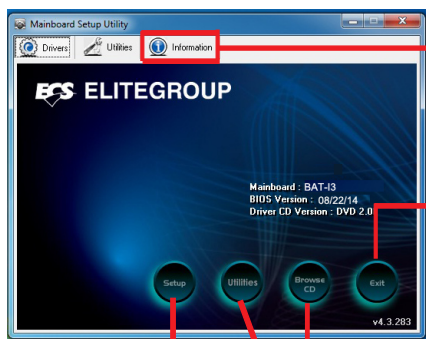 Mainboard Setup Utility
Drivers Utilities Information
ECS ELITEGROUP
Mainboard : BAT-I3
BIOS Version : 08/22/14
Driver CD Version : DVD 2.0
Setup Utilities Browse CD Exit
v4.3.283